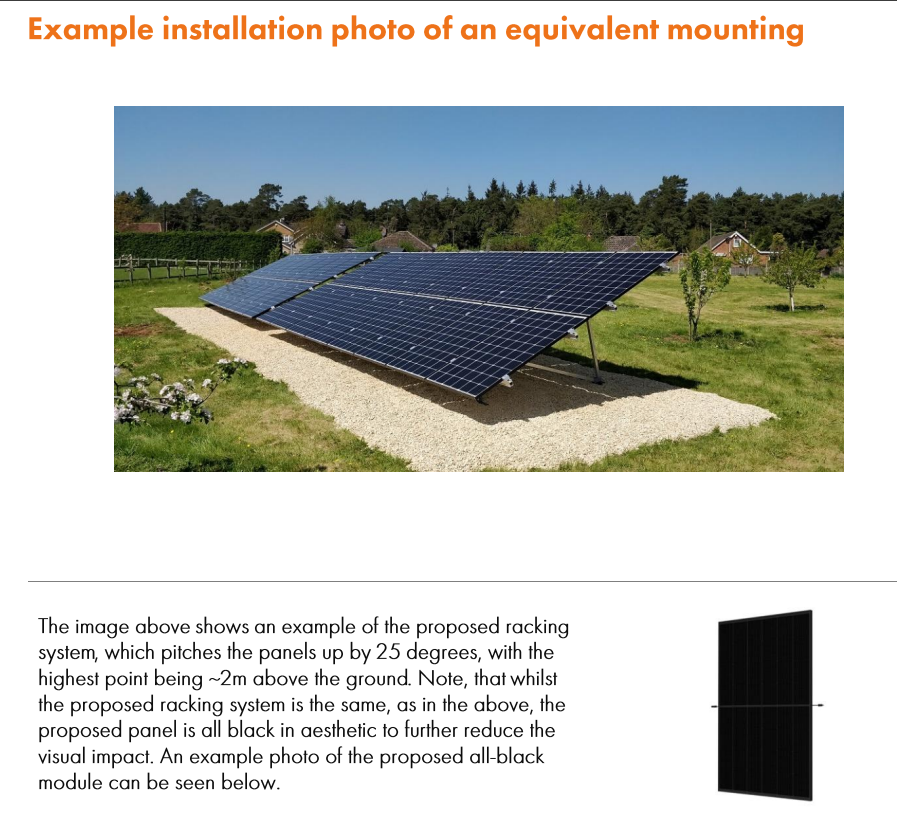 Example installation photo of an equivalent mounting
The image above shows an example of the proposed racking
system, which pitches the panels up by 25 degrees, with the
highest point being ~2m above the ground. Note, that whilst
the proposed racking system is the same, as in the above, the
proposed panel is all black in aesthetic to further reduce the
visual impact. An example photo of the proposed all-black
module can be seen below.